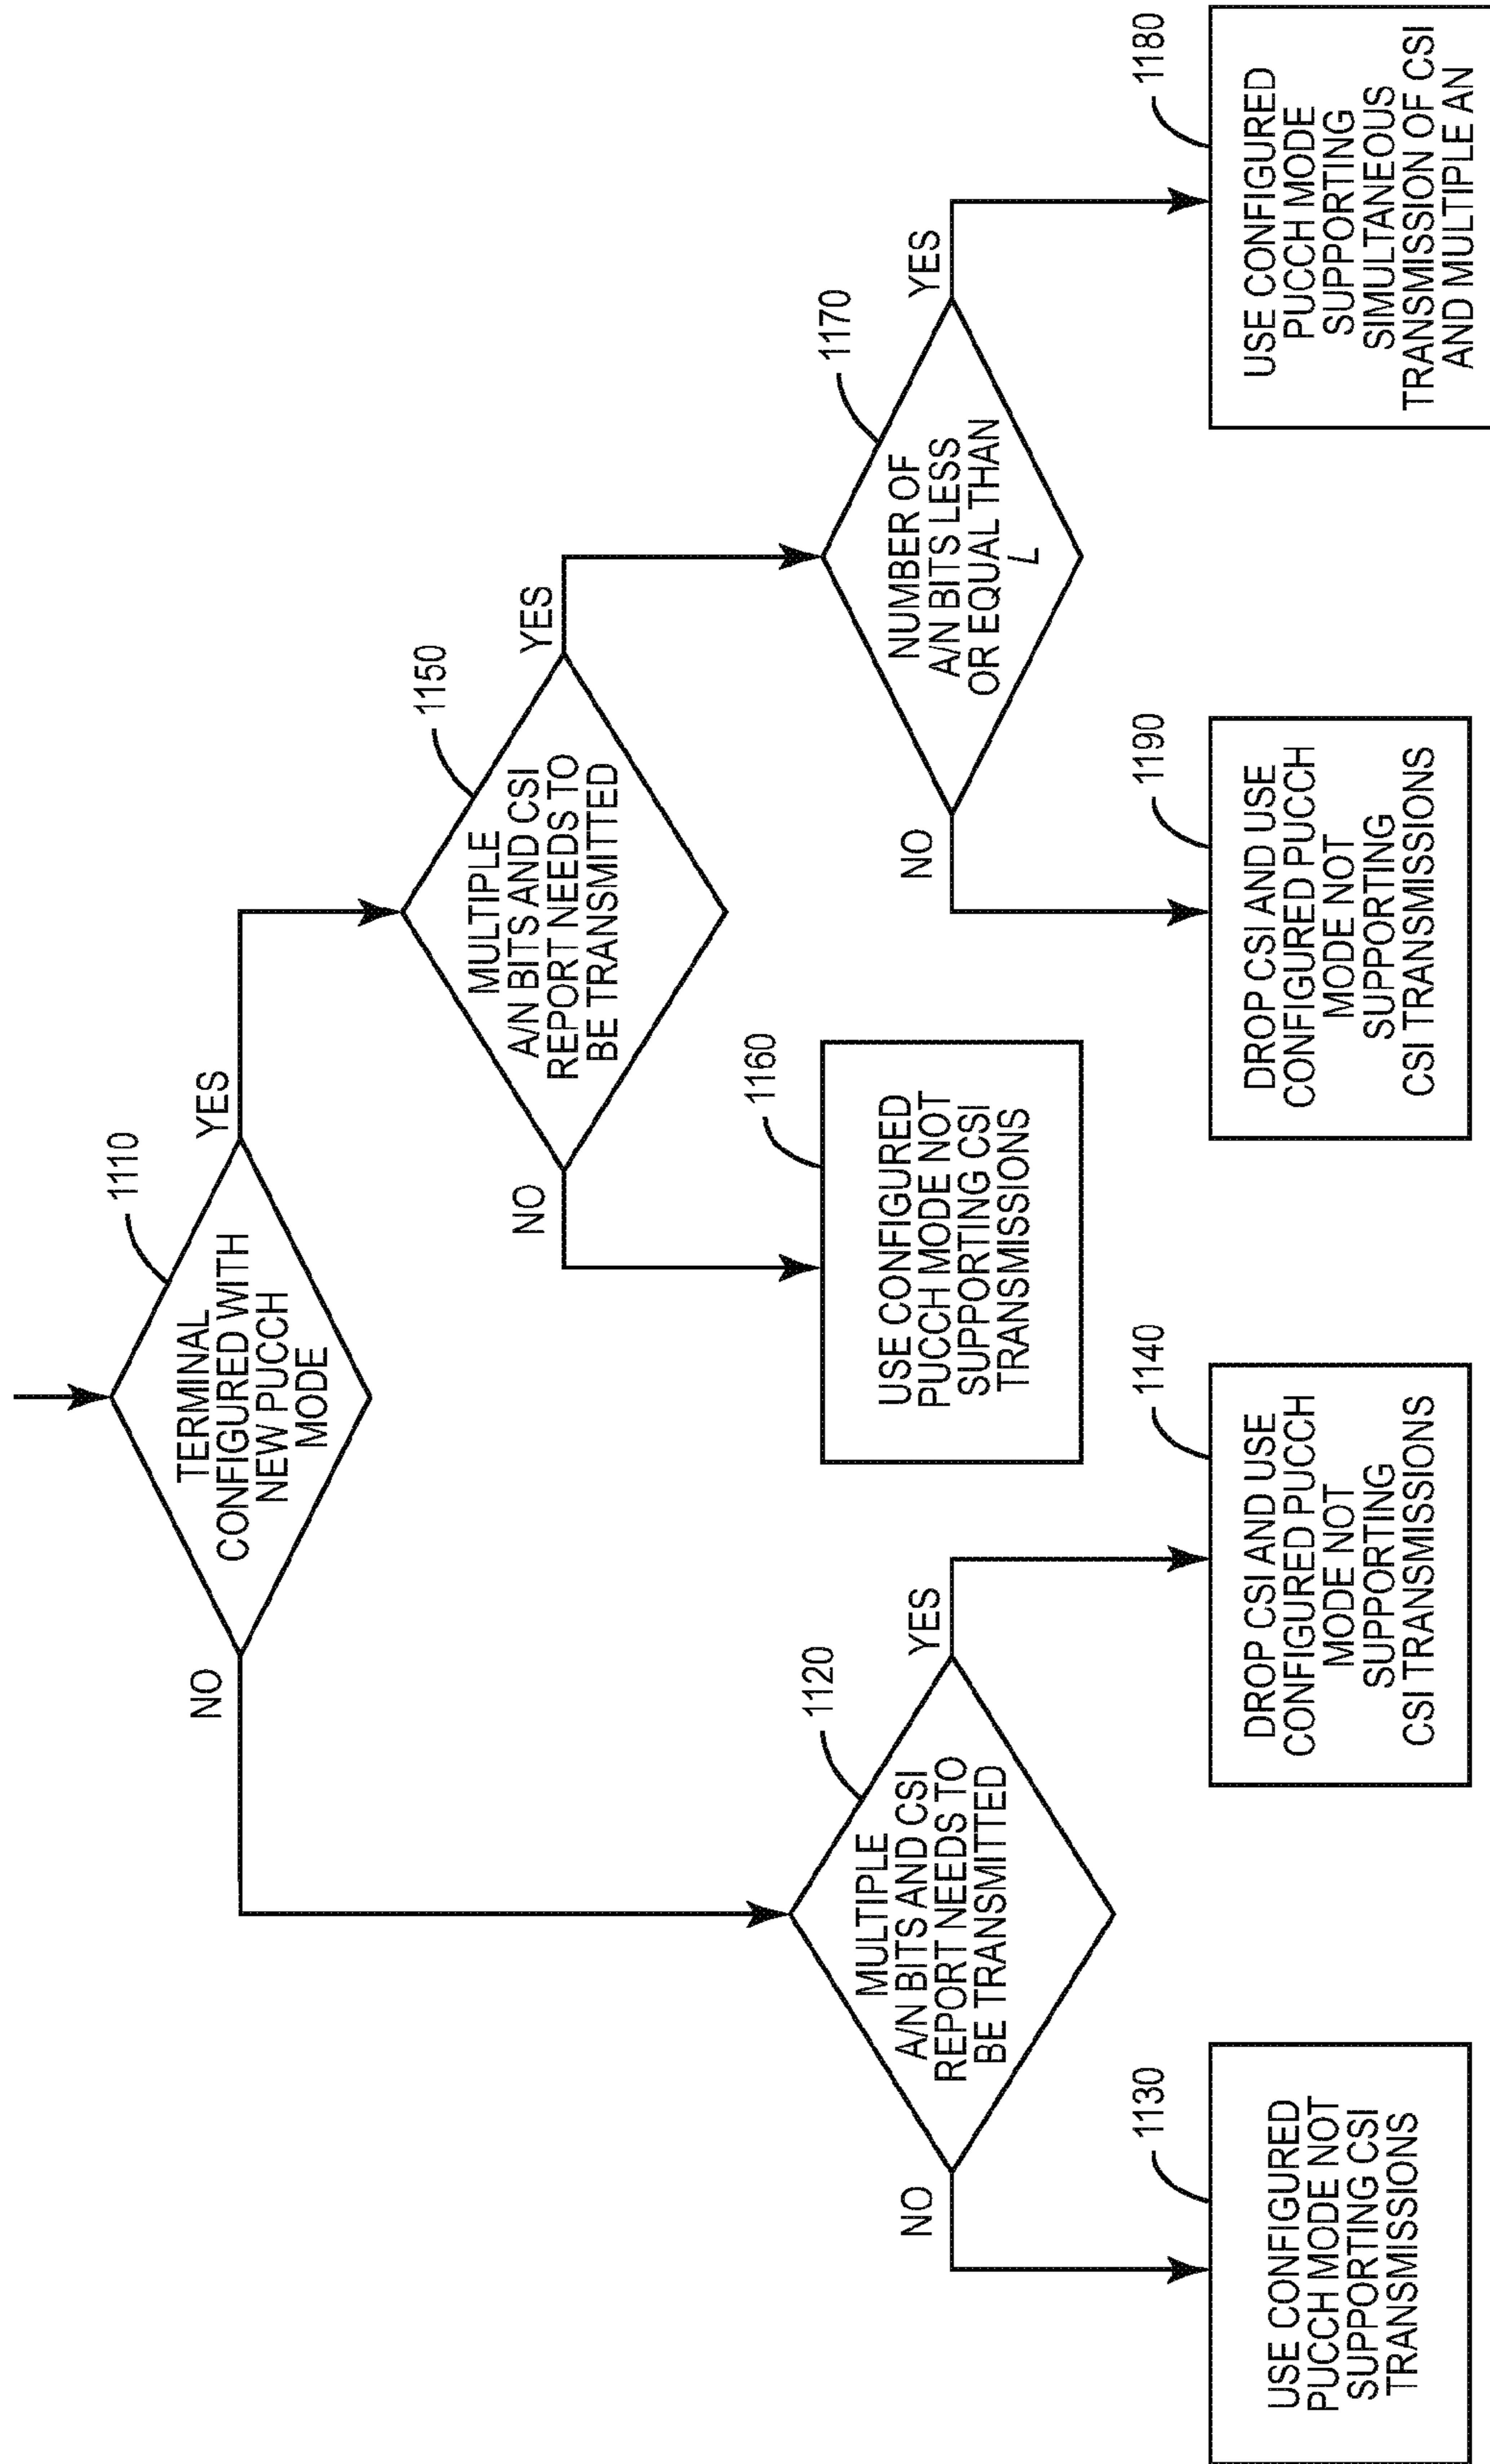 1110
TERMINAL
CONFIGURED WITH
NEW PUCCH
MODE
NO
YES
1120
MULTIPLE
A/N BITS AND CSI
REPORT NEEDS TO
BE TRANSMITTED
NO
YES
1130
USE CONFIGURED
PUCCH MODE NOT
SUPPORTING CSI
TRANSMISSIONS
1140
DROP CSI AND USE
CONFIGURED PUCCH
MODE NOT
SUPPORTING
CSI TRANSMISSIONS
1150
MULTIPLE
A/N BITS AND CSI
REPORT NEEDS TO
BE TRANSMITTED
NO
YES
1160
USE CONFIGURED
PUCCH MODE NOT
SUPPORTING CSI
TRANSMISSIONS
1170
NUMBER OF
A/N BITS LESS
OR EQUAL THAN
L
NO
YES
1190
DROP CSI AND USE
CONFIGURED PUCCH
MODE NOT
SUPPORTING
CSI TRANSMISSIONS
1180
USE CONFIGURED
PUCCH MODE
SUPPORTING
SIMULTANEOUS
TRANSMISSION OF CSI
AND MULTIPLE AN